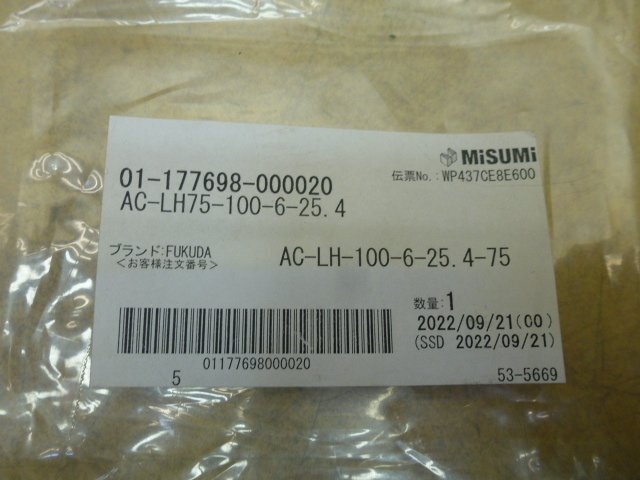 MiSUMi
01-177698-000020
伝票No.:WP437CE8E600
AC-LH75-100-6-25.4
ブランド:FUKUDA
<お客様注文番号>
AC-LH-100-6-25.4-75
数量:1
2022/09/21(CO)
(SSD 2022/09/21)
01177698000020
5
53-5669